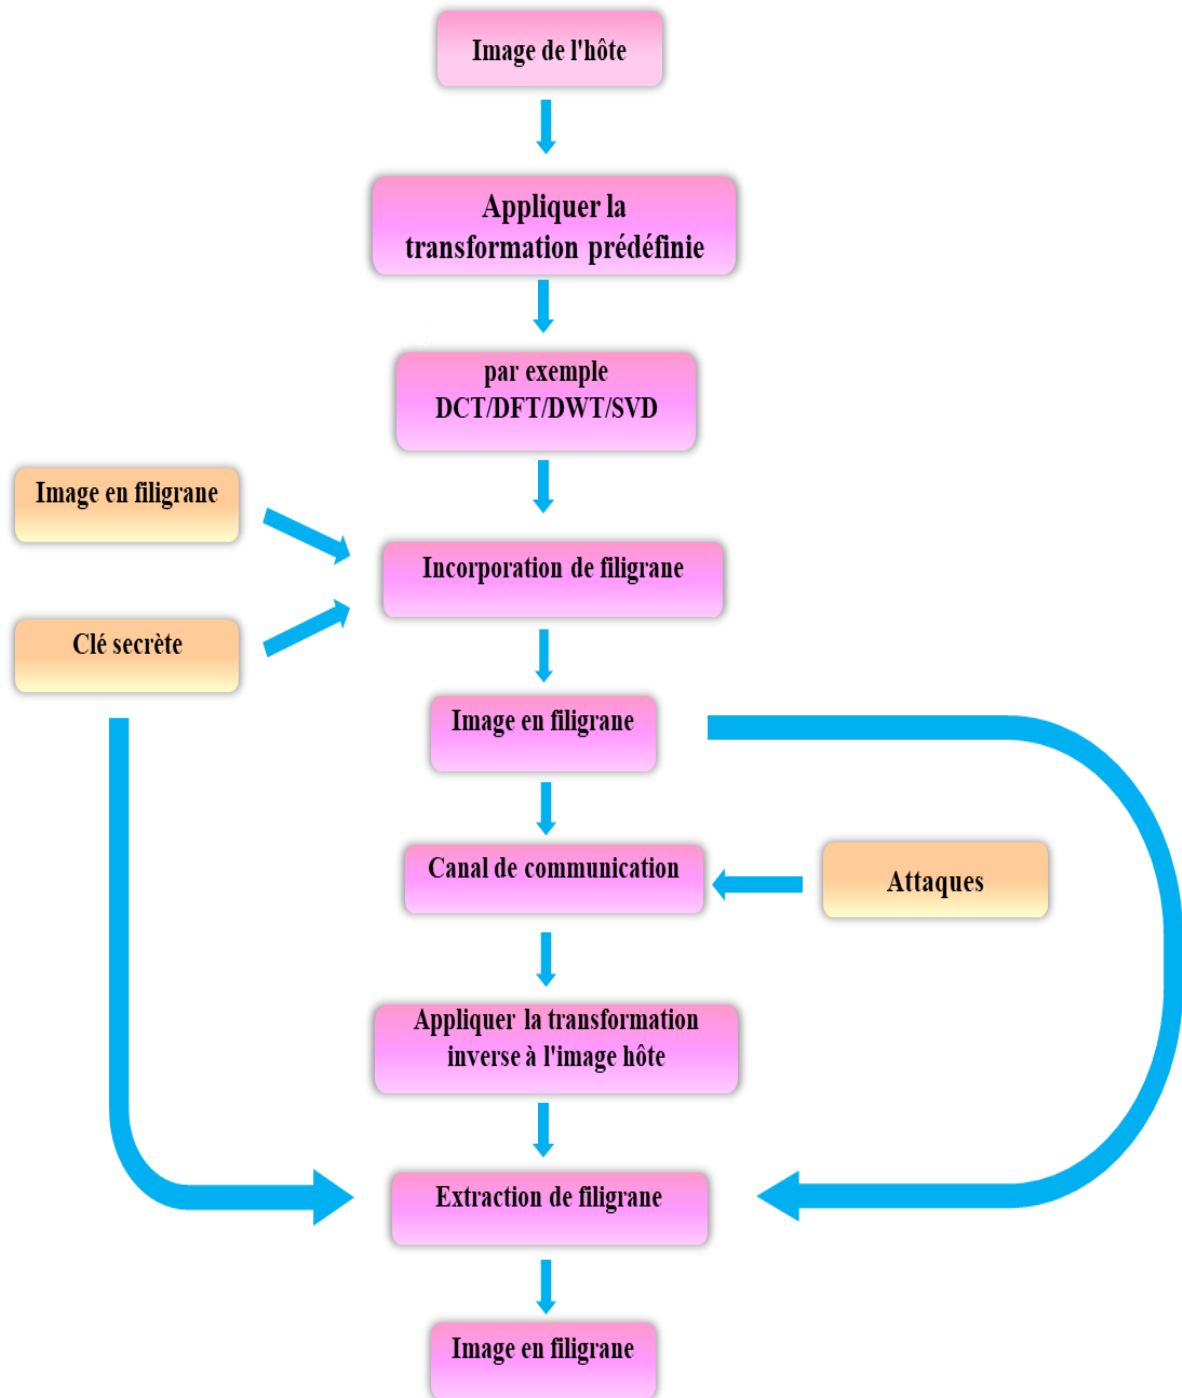 Image de l'hôte
Appliquer la
transformation prédéfinie
par exemple
DCT/DFT/DWT/SVD
Image en filigrane
Incorporation de filigrane
Clé secrète
Image en filigrane
Canal de communication
Attaques
Appliquer la transformation
inverse à l'image hôte
Extraction de filigrane
Image en filigrane